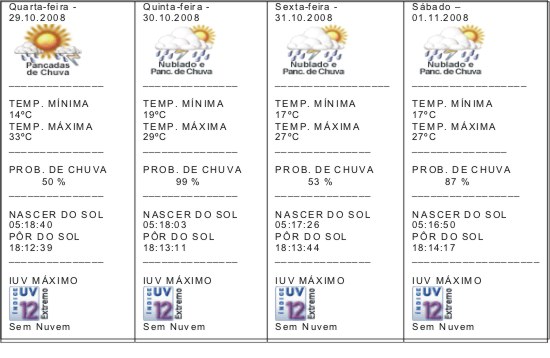 Quarta-feira -
29.10.2008
Pancadas
de Chuva
TEMP. MÍNIMA
14ºC
TEMP. MÁXIMA
33ºC
PROB. DE CHUVA
50 %
NASCER DO SOL
05:18:40
PÔR DO SOL
18:12:39
IUV MÁXIMO
ÍNDICE
UV
12
Extremo
Sem Nuvem
Quinta-feira -
30.10.2008
Nublado e
Panc. de Chuva
TEMP. MÍNIMA
19ºC
TEMP. MÁXIMA
29ºC
PROB. DE CHUVA
99 %
NASCER DO SOL
05:18:03
PÔR DO SOL
18:13:11
IUV MÁXIMO
ÍNDICE
UV
12
Extremo
Sem Nuvem
Sexta-feira -
31.10.2008
Nublado e
Panc. de Chuva
TEMP. MÍNIMA
17ºC
TEMP. MÁXIMA
27ºC
PROB. DE CHUVA
53 %
NASCER DO SOL
05:17:26
PÔR DO SOL
18:13:44
IUV MÁXIMO
ÍNDICE
UV
12
Extremo
Sem Nuvem
Sábado –
01.11.2008
Nublado e
Panc. de Chuva
TEMP. MÍNIMA
17ºC
TEMP. MÁXIMA
27ºC
PROB. DE CHUVA
87 %
NASCER DO SOL
05:16:50
PÔR DO SOL
18:14:17
IUV MÁXIMO
ÍNDICE
UV
12
Extremo
Sem Nuvem